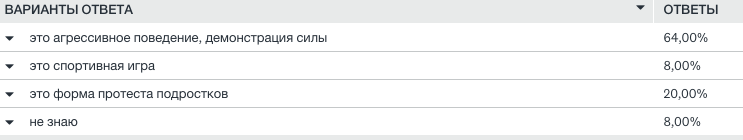 ВАРИАНТЫ ОТВЕТА ОТВЕТЫ
это агрессивное поведение, демонстрация силы 64,00%
это спортивная игра 8,00%
это форма протеста подростков 20,00%
не знаю 8,00%